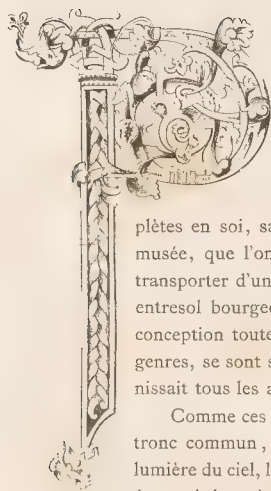 P
plètes en soi, sa
musée, que l'on
transporter d'un
entresol bourgeo
conception toute
genres, se sont s
nissait tous les a
Comme ces
tronc commun,
lumière du ciel, l